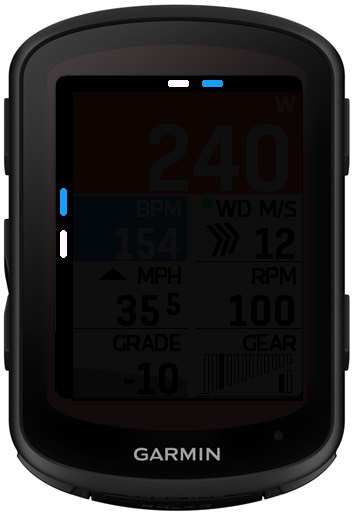 W
240
BPM WD M/S
154 12
MPH RPM
35 5 100
GRADE GEAR
-10
GARMIN